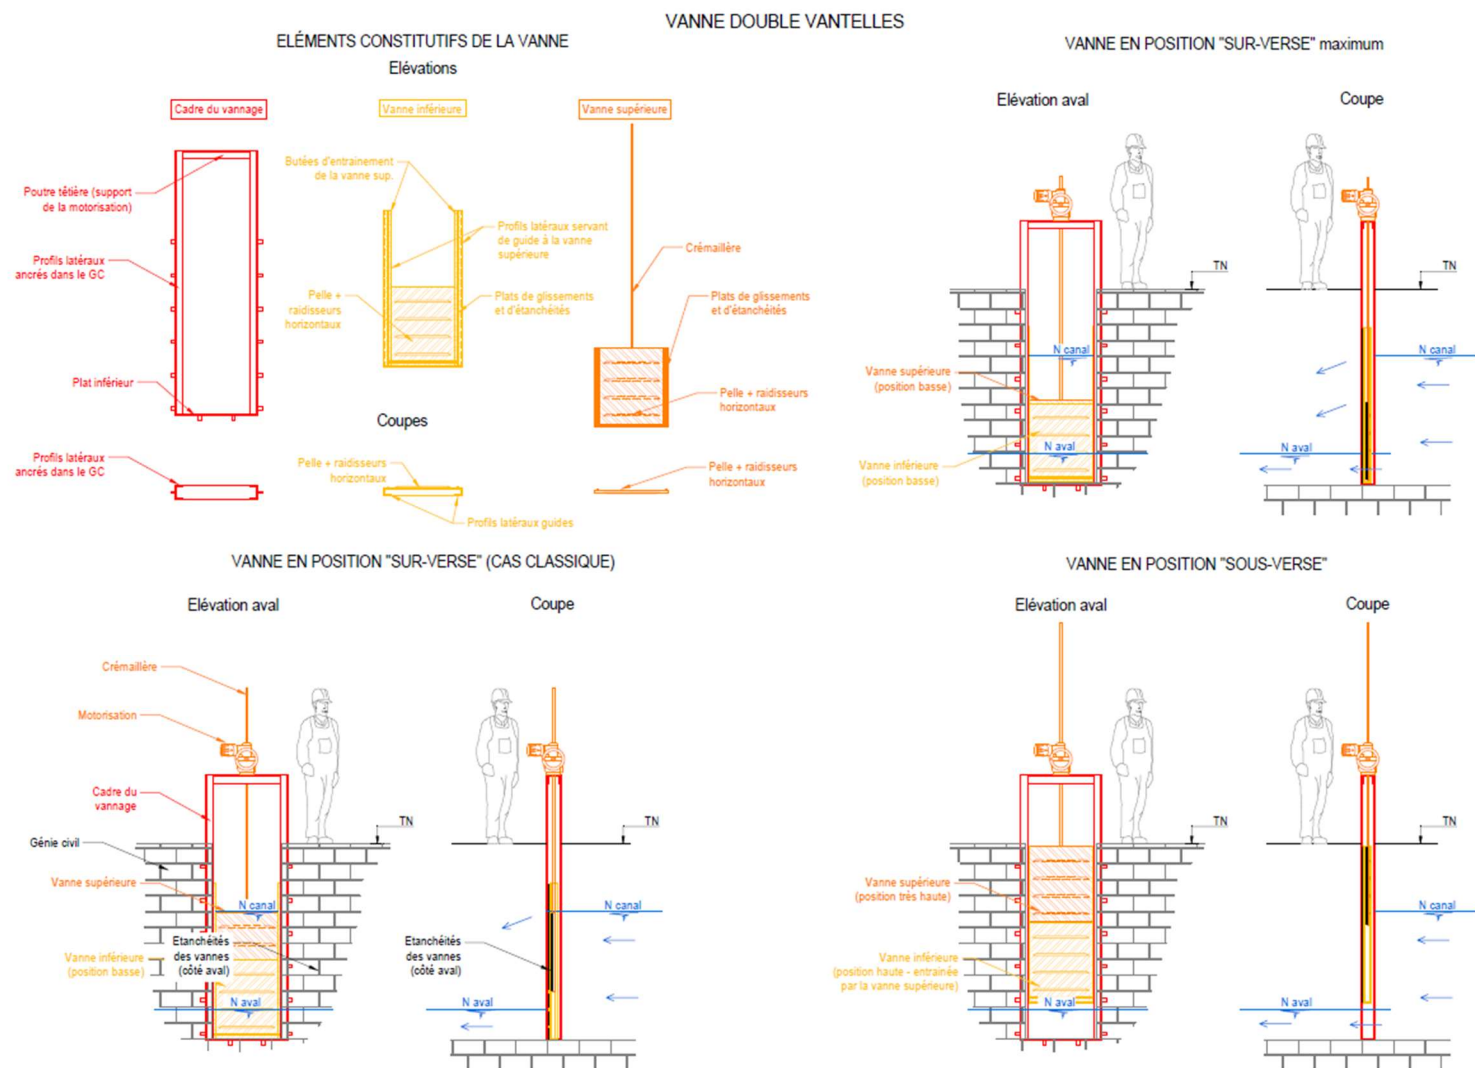 VANNE DOUBLE VANTELLES
ELÉMENTS CONSTITUTIFS DE LA VANNE
Elévations
Cadre du vannage
Vanne inférieure
Vanne supérieure
Poutre têtière (support
de la motorisation)
Profils latéraux
ancrés dans le GC
Plat inférieur
Butées d'entrainement
de la vanne sup.
Profils latéraux servant
de guide à la vanne
supérieure
Pelle +
raidisseurs
horizontaux
Plats de glissements
et d'étanchéités
Crémaillère
Plats de glissements
et d'étanchéités
Pelle + raidisseurs
horizontaux
Coupes
Profils latéraux
ancrés dans le GC
Pelle + raidisseurs
horizontaux
Profils latéraux guides
Pelle + raidisseurs
horizontaux
VANNE EN POSITION "SUR-VERSE" maximum
Elévation aval
Coupe
TN
TN
N canal
N canal
Vanne supérieure
(position basse)
N aval
N aval
Vanne inférieure
(position basse)
VANNE EN POSITION "SUR-VERSE" (CAS CLASSIQUE)
Elévation aval
Coupe
Crémaillère
Motorisation
Cadre du
vannage
TN
TN
Génie civil
Vanne supérieure
N canal
N canal
Etanchéités
des vannes
(côté aval)
Etanchéités
des vannes
(côté aval)
Vanne inférieure
(position basse)
N aval
N aval
VANNE EN POSITION "SOUS-VERSE"
Elévation aval
Coupe
TN
TN
Vanne supérieure
(position très haute)
N canal
Vanne inférieure
(position haute - entrainée
par la vanne supérieure)
N aval
N aval